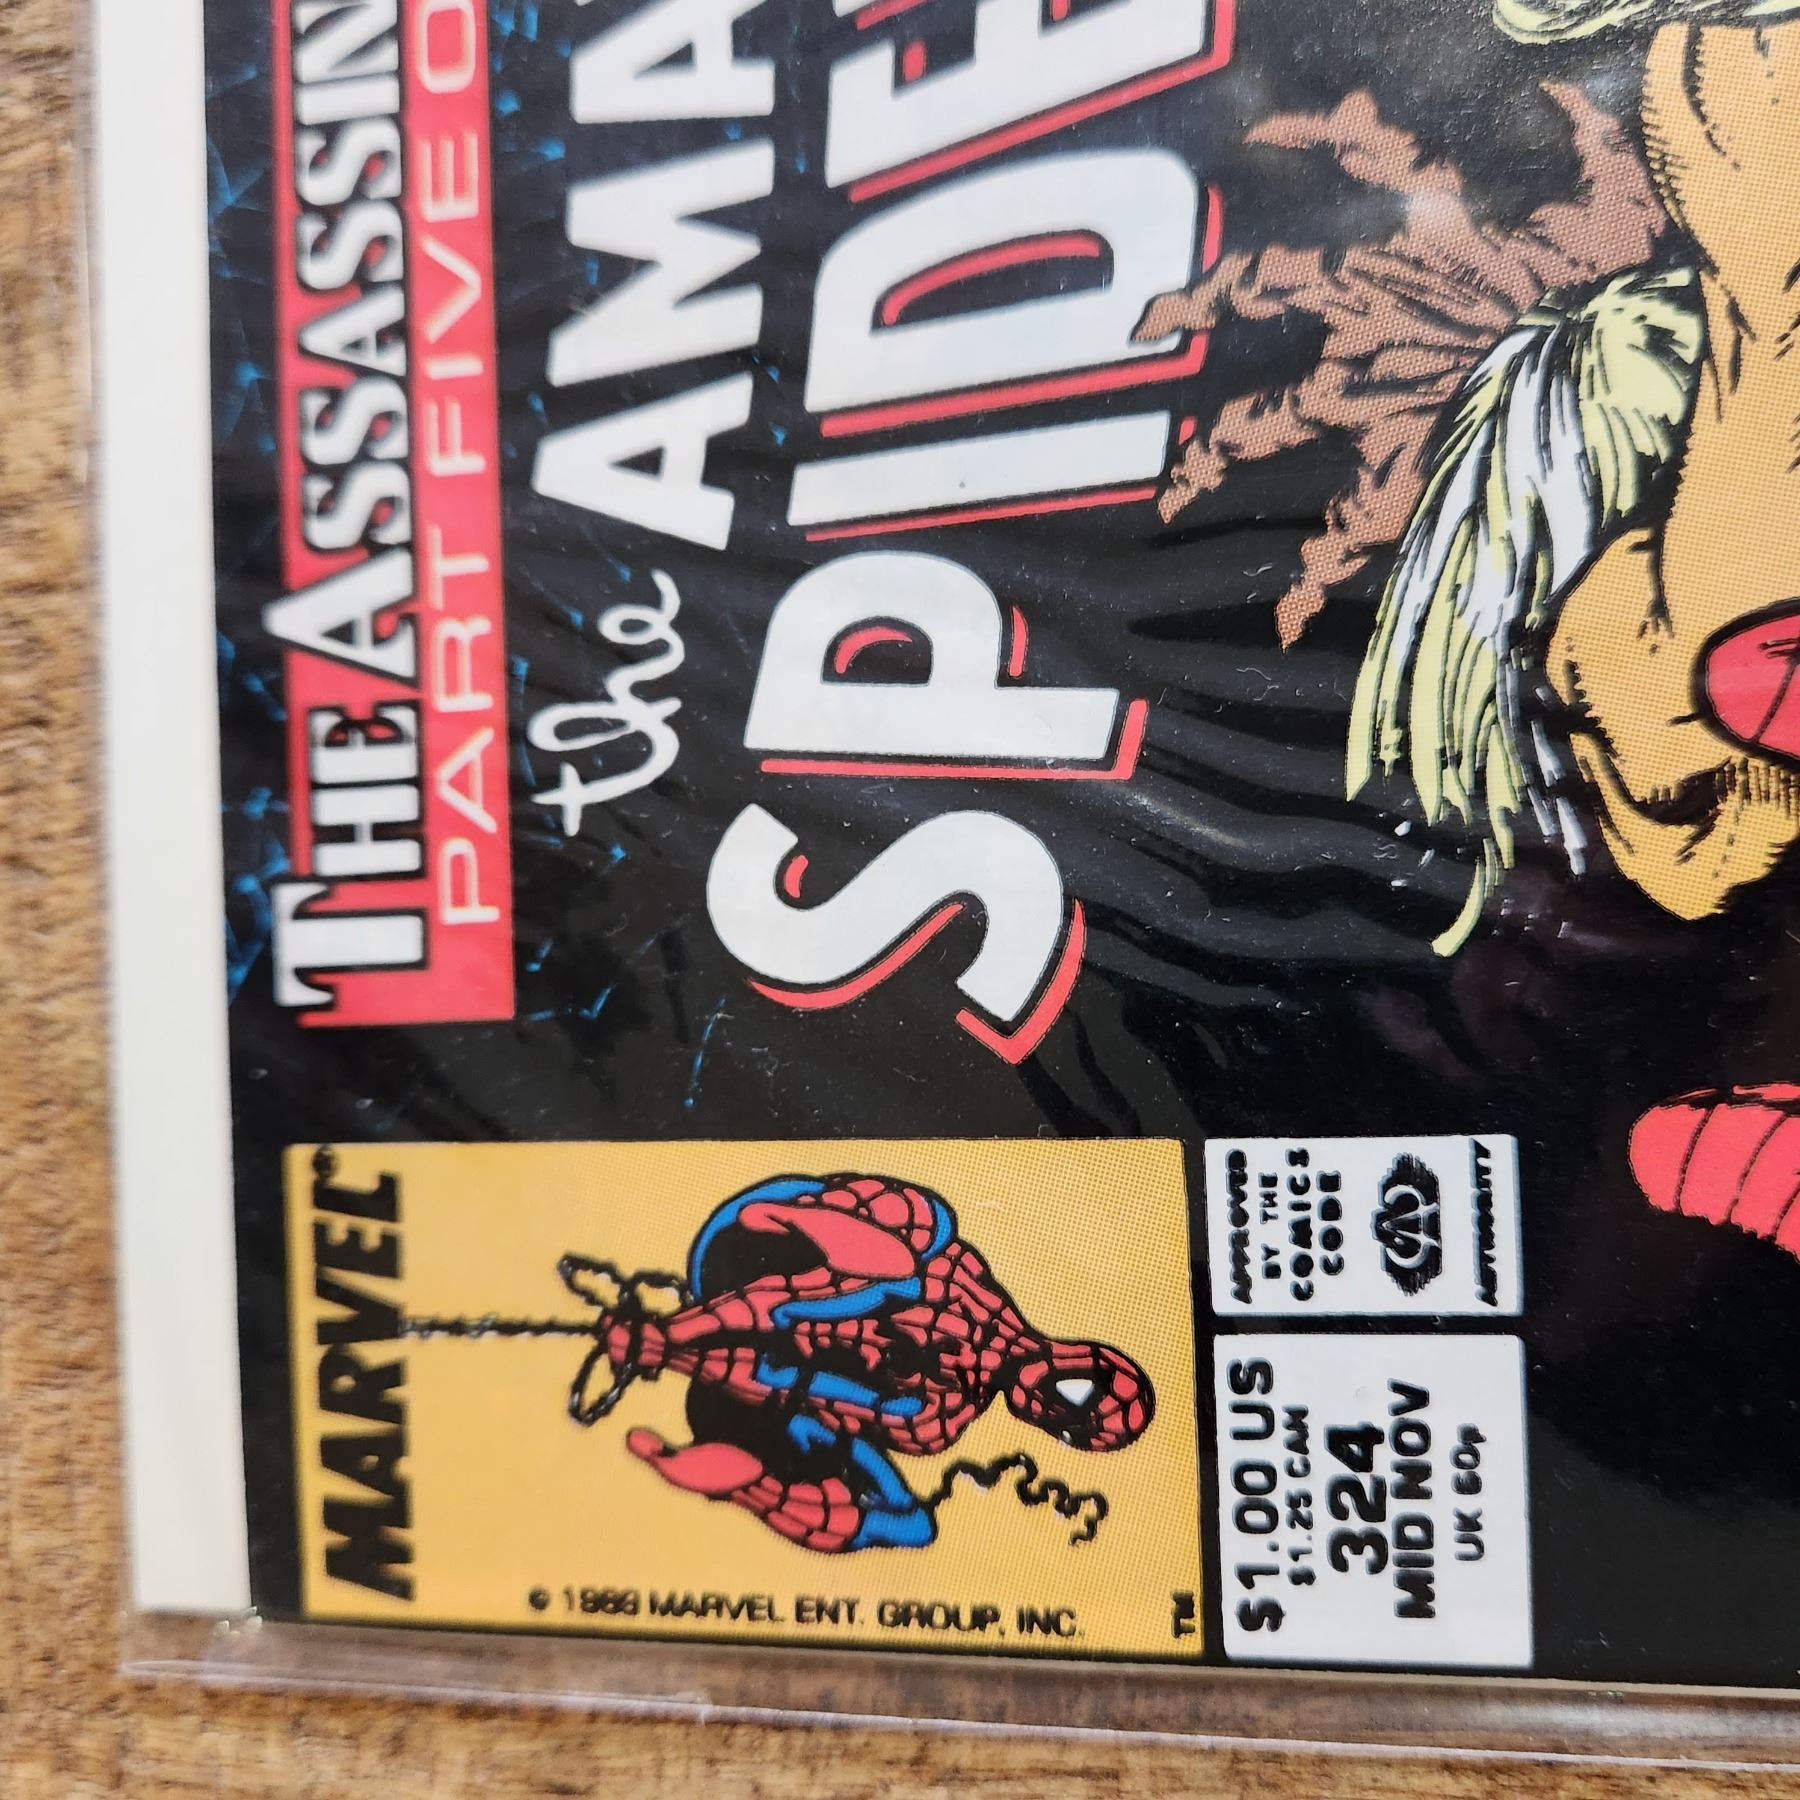 THE ASSASSIN
PART FIVE O
the AMA
SPIDE
MARVEL®
© 1989 MARVEL ENT. GROUP, INC.
TM
APPROVED
BY THE
COMICS
CODE
CA
AUTHORITY
$1.00 US
$1.25 CAN
324
MID NOV
UK 60p